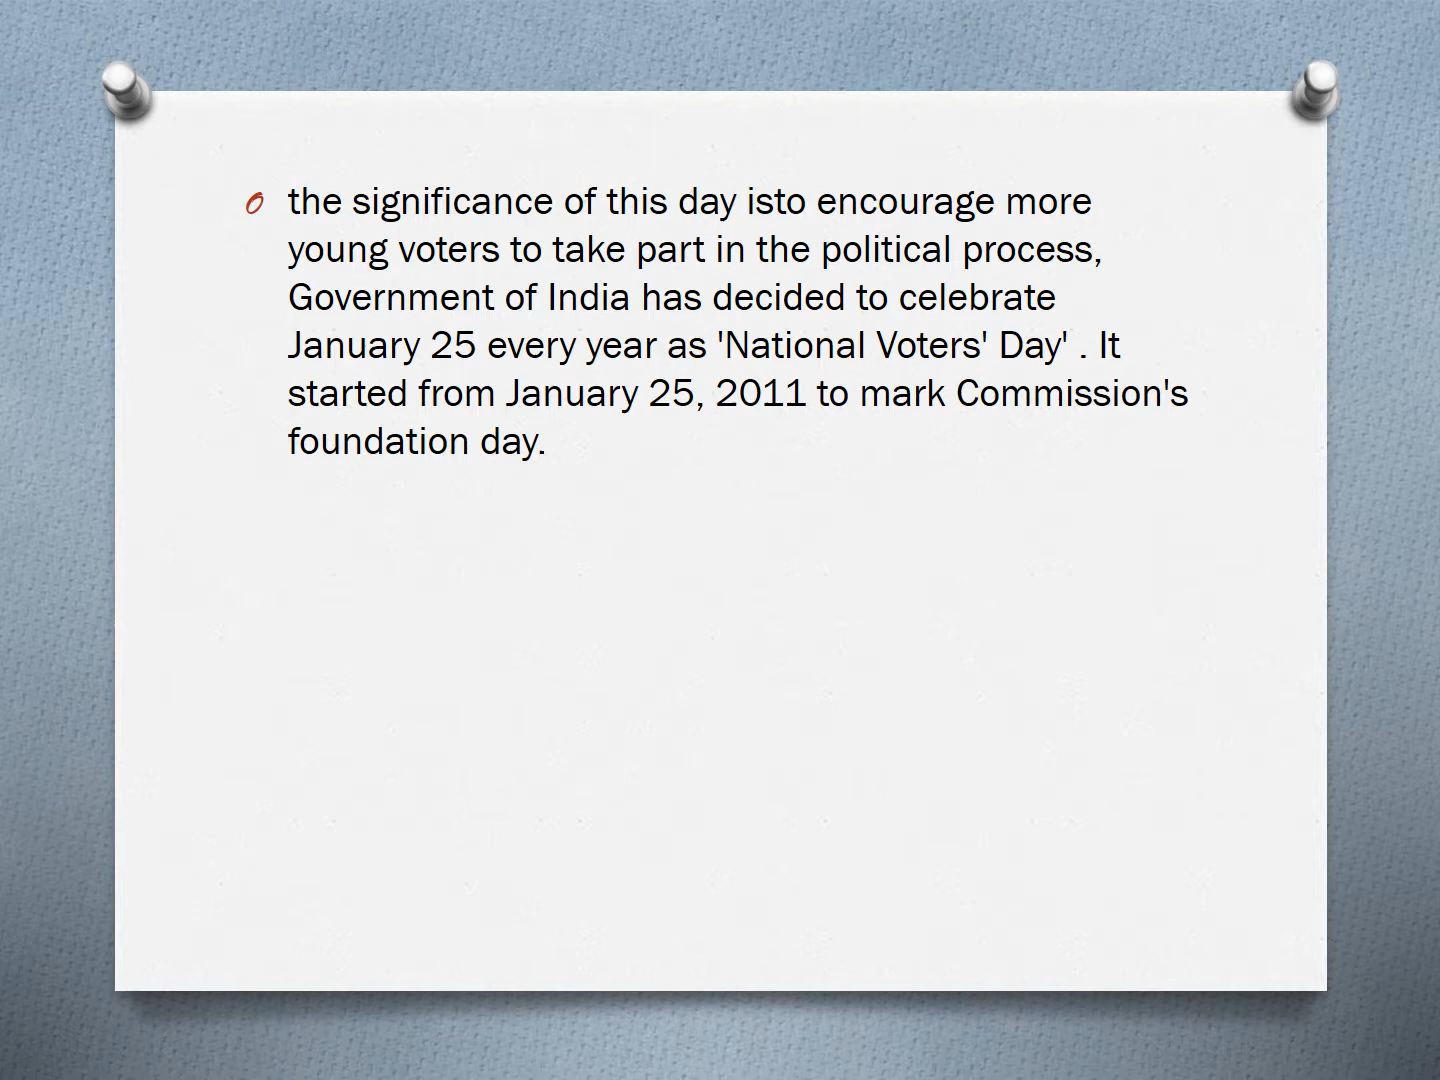 the significance of this day isto encourage more
young voters to take part in the political process,
Government of India has decided to celebrate
January 25 every year as 'National Voters' Day' . It
started from January 25, 2011 to mark Commission's
foundation day.